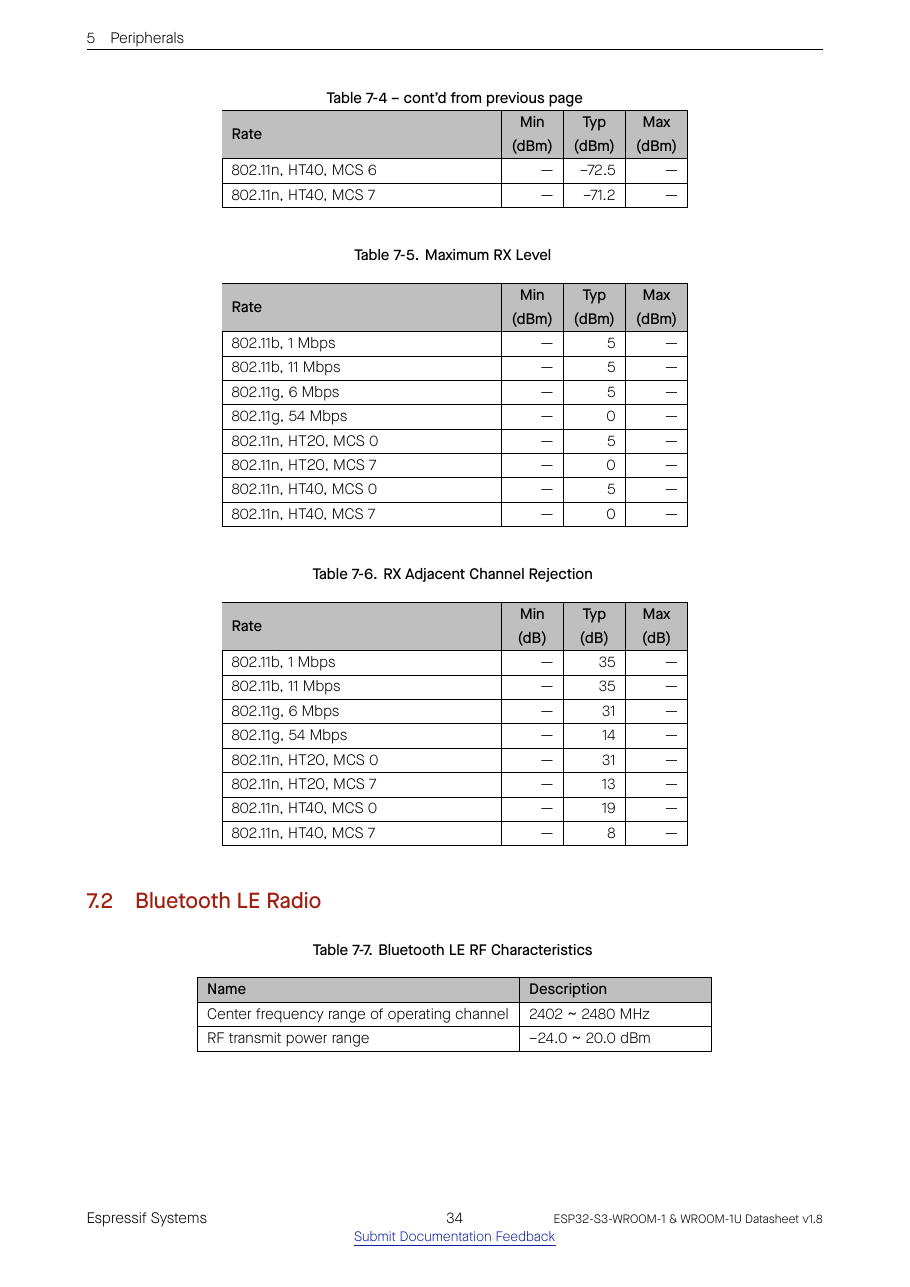 5 Peripherals
Table 7-4 – cont’d from previous page
Rate Min (dBm) Typ (dBm) Max (dBm)
802.11n, HT40, MCS 6 — –72.5 —
802.11n, HT40, MCS 7 — –71.2 —
Table 7-5. Maximum RX Level
Rate Min (dBm) Typ (dBm) Max (dBm)
802.11b, 1 Mbps — 5 —
802.11b, 11 Mbps — 5 —
802.11g, 6 Mbps — 5 —
802.11g, 54 Mbps — 0 —
802.11n, HT20, MCS 0 — 5 —
802.11n, HT20, MCS 7 — 0 —
802.11n, HT40, MCS 0 — 5 —
802.11n, HT40, MCS 7 — 0 —
Table 7-6. RX Adjacent Channel Rejection
Rate Min (dB) Typ (dB) Max (dB)
802.11b, 1 Mbps — 35 —
802.11b, 11 Mbps — 35 —
802.11g, 6 Mbps — 31 —
802.11g, 54 Mbps — 14 —
802.11n, HT20, MCS 0 — 31 —
802.11n, HT20, MCS 7 — 13 —
802.11n, HT40, MCS 0 — 19 —
802.11n, HT40, MCS 7 — 8 —
7.2 Bluetooth LE Radio
Table 7-7. Bluetooth LE RF Characteristics
Name Description
Center frequency range of operating channel 2402 ~ 2480 MHz
RF transmit power range –24.0 ~ 20.0 dBm
Espressif Systems 34 ESP32-S3-WROOM-1 & WROOM-1U Datasheet v1.8
Submit Documentation Feedback